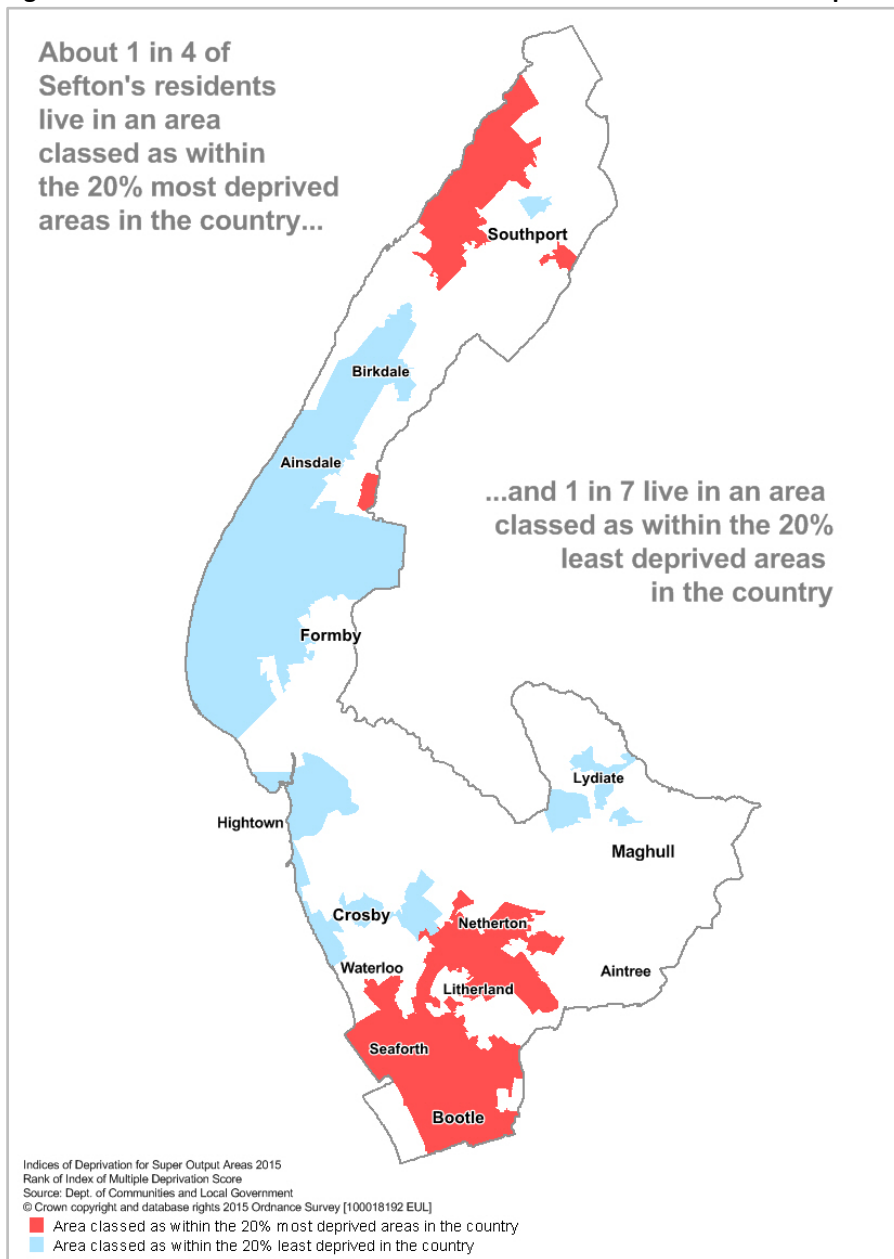 About 1 in 4 of
Sefton's residents
live in an area
classed as within
the 20% most deprived
areas in the country...
Southport
Birkdale
Ainsdale
...and 1 in 7 live in an area
classed as within the 20%
least deprived areas
in the country
Formby
Lydiate
Hightown
Maghull
Crosby
Netherton
Waterloo
Aintree
Litherland
Seaforth
Bootle
Indices of Deprivation for Super Output Areas 2015
Rank of Index of Multiple Deprivation Score
Source: Dept. of Communities and Local Government
© Crown copyright and database rights 2015 Ordnance Survey [100018192 EUL]
Area classed as within the 20% most deprived areas in the country
Area classed as within the 20% least deprived in the country